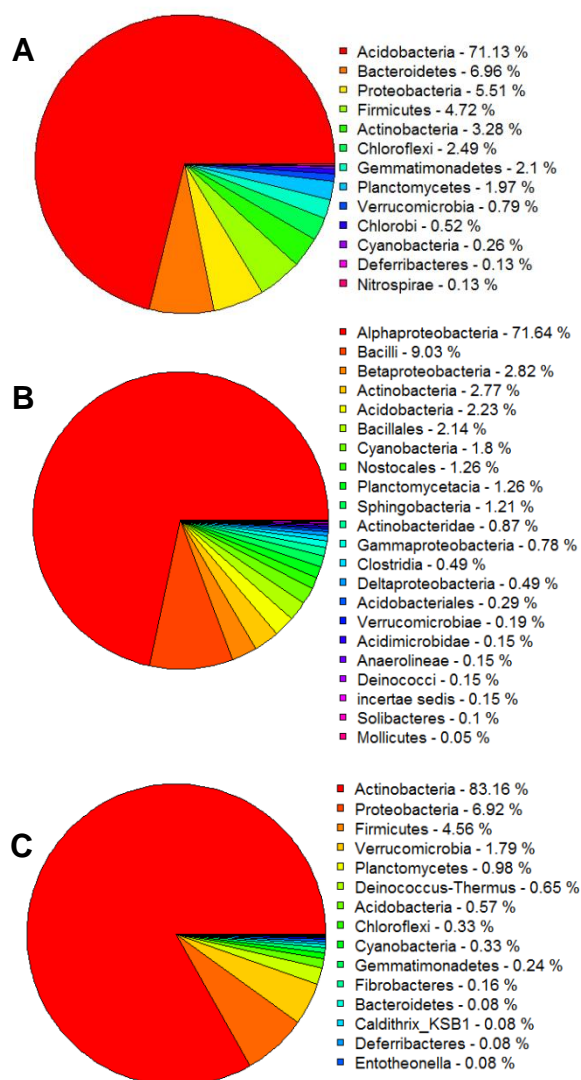 A
Acidobacteria - 71.13 %
Bacteroidetes - 6.96 %
Proteobacteria - 5.51 %
Firmicutes - 4.72 %
Actinobacteria - 3.28 %
Chloroflexi - 2.49 %
Gemmatimonadetes - 2.1 %
Planctomycetes - 1.97 %
Verrucomicrobia - 0.79 %
Chlorobi - 0.52 %
Cyanobacteria - 0.26 %
Deferribacteres - 0.13 %
Nitrospirae - 0.13 %
B
Alphaproteobacteria - 71.64 %
Bacilli - 9.03 %
Betaproteobacteria - 2.82 %
Actinobacteria - 2.77 %
Acidobacteria - 2.23 %
Bacillales - 2.14 %
Cyanobacteria - 1.8 %
Nostocales - 1.26 %
Planctomycetacia - 1.26 %
Sphingobacteria - 1.21 %
Actinobacteridae - 0.87 %
Gammaproteobacteria - 0.78 %
Clostridia - 0.49 %
Deltaproteobacteria - 0.49 %
Acidobacteriales - 0.29 %
Verrucomicrobiae - 0.19 %
Acidimicrobidae - 0.15 %
Anaerolineae - 0.15 %
Deinococci - 0.15 %
incertae sedis - 0.15 %
Solibacteres - 0.1 %
Mollicutes - 0.05 %
C
Actinobacteria - 83.16 %
Proteobacteria - 6.92 %
Firmicutes - 4.56 %
Verrucomicrobia - 1.79 %
Planctomycetes - 0.98 %
Deinococcus-Thermus - 0.65 %
Acidobacteria - 0.57 %
Chloroflexi - 0.33 %
Cyanobacteria - 0.33 %
Gemmatimonadetes - 0.24 %
Fibrobacteres - 0.16 %
Bacteroidetes - 0.08 %
Caldithrix_KSB1 - 0.08 %
Deferribacteres - 0.08 %
Entotheonella - 0.08 %